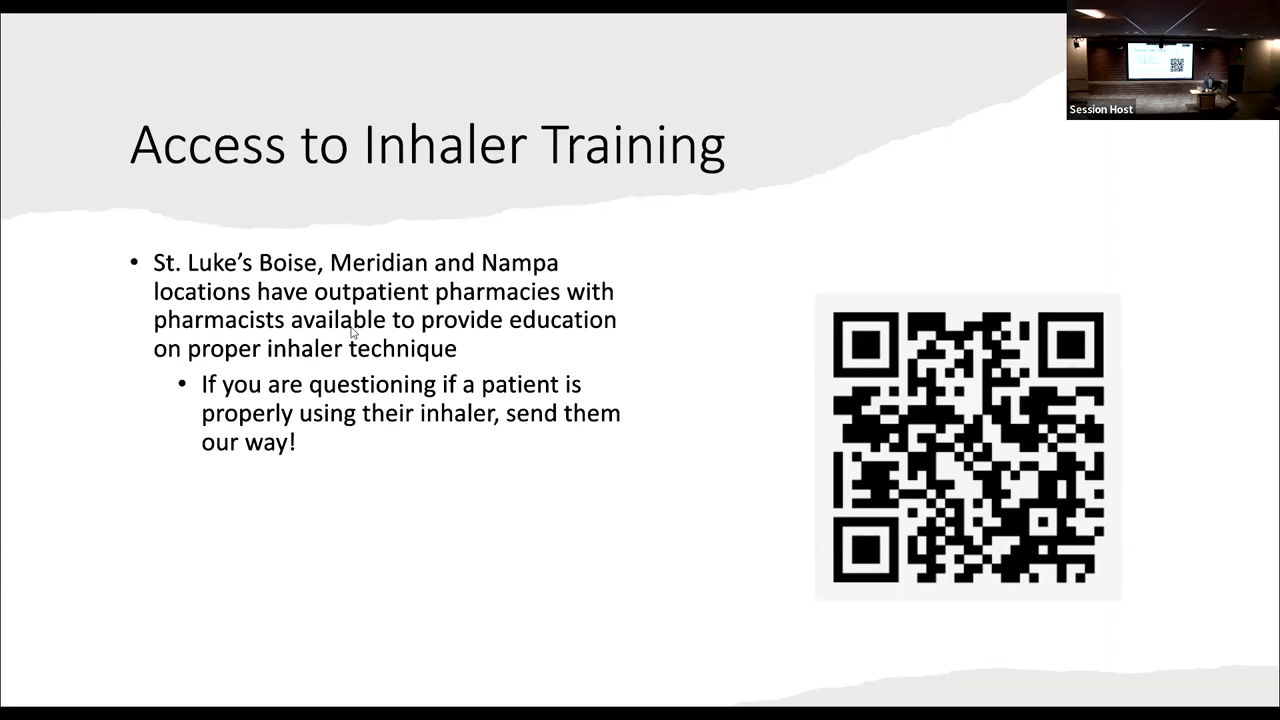 Session Host
Access to Inhaler Training
• St. Luke’s Boise, Meridian and Nampa
locations have outpatient pharmacies with
pharmacists available to provide education
on proper inhaler technique
• If you are questioning if a patient is
properly using their inhaler, send them
our way!